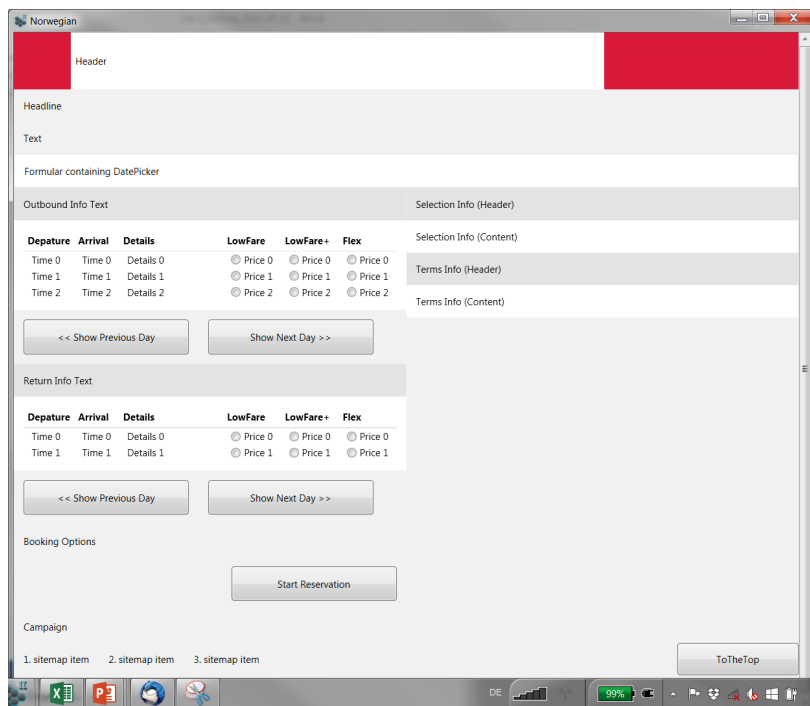 Norwegian
Header
Headline
Text
Formular containing DatePicker
Outbound Info Text
Depature Arrival Details LowFare LowFare+ Flex
Time 0 Time 0 Details 0 Price 0 Price 0 Price 0
Time 1 Time 1 Details 1 Price 1 Price 1 Price 1
Time 2 Time 2 Details 2 Price 2 Price 2 Price 2
<< Show Previous Day Show Next Day >>
Return Info Text
Depature Arrival Details LowFare LowFare+ Flex
Time 0 Time 0 Details 0 Price 0 Price 0 Price 0
Time 1 Time 1 Details 1 Price 1 Price 1 Price 1
<< Show Previous Day Show Next Day >>
Booking Options
Start Reservation
Selection Info (Header)
Selection Info (Content)
Terms Info (Header)
Terms Info (Content)
Campaign
1. sitemap item 2. sitemap item 3. sitemap item
ToTheTop
DE 99%